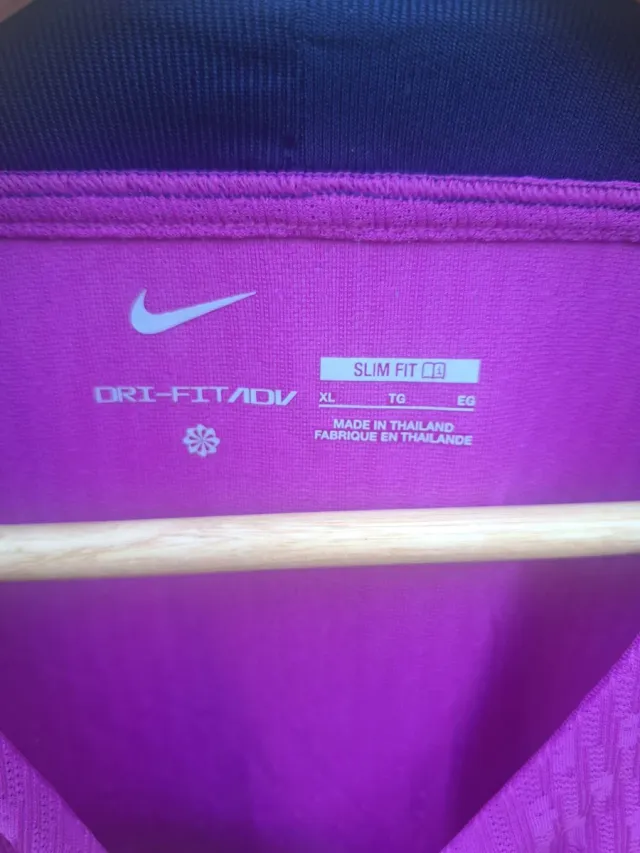 DRI-FIT ADV
SLIM FIT
XL TG EG
MADE IN THAILAND
FABRIQUE EN THAILANDE